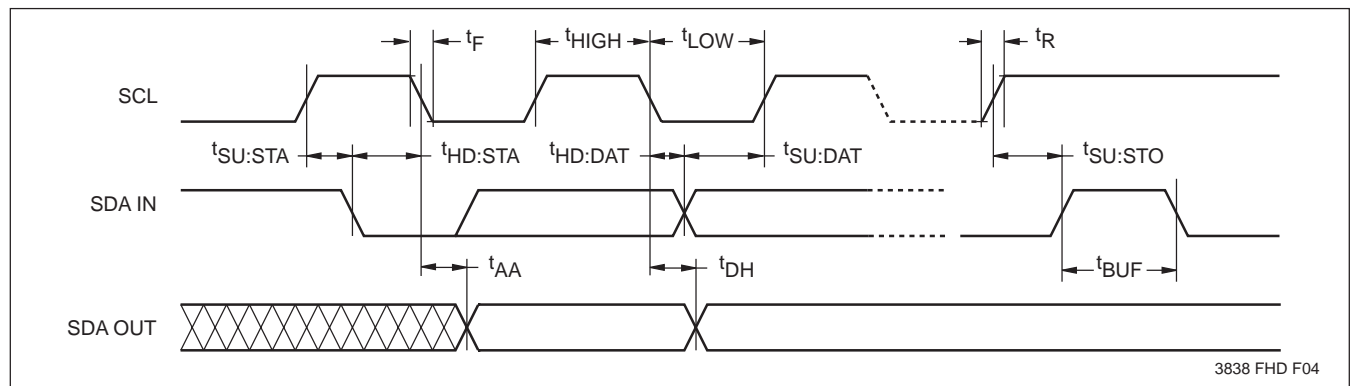 tF
tHIGH
tLOW
tR
SCL
tSU:STA
tHD:STA
tHD:DAT
tSU:DAT
tSU:STO
SDA IN
tAA
tDH
tBUF
SDA OUT
3838 FHD F04